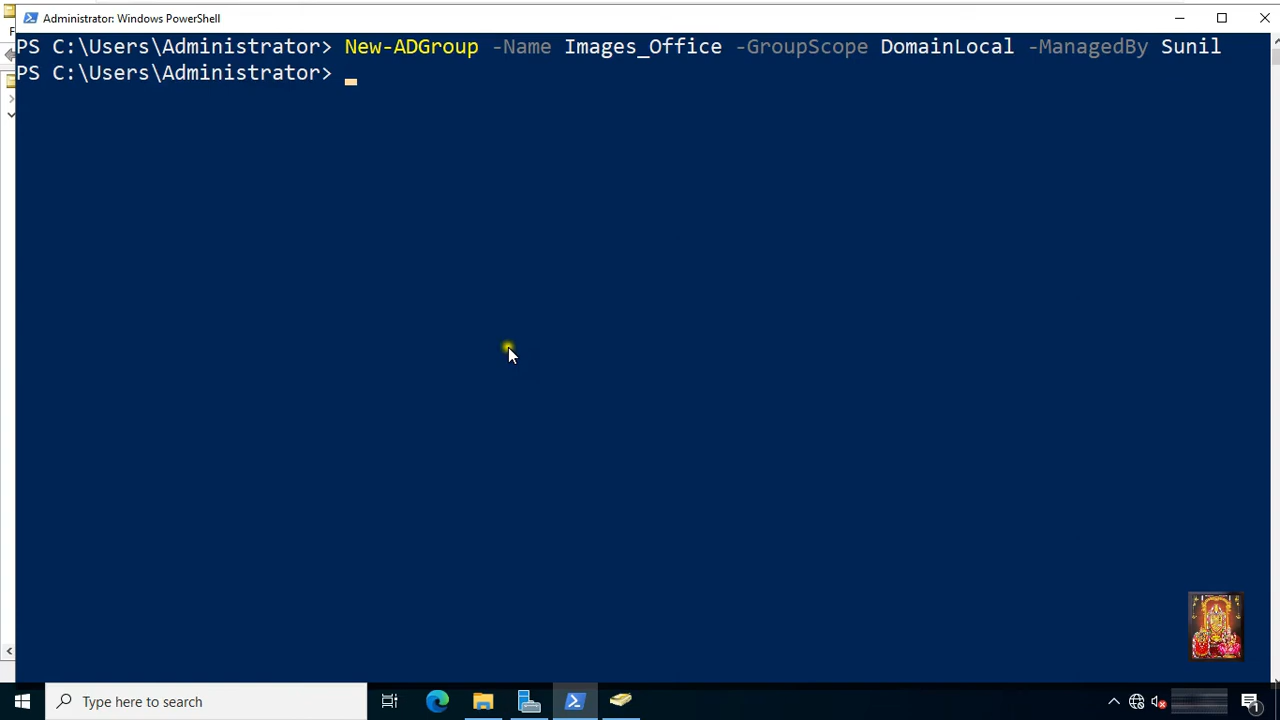 Administrator: Windows PowerShell
PS C:\Users\Administrator> New-ADGroup -Name Images_Office -GroupScope DomainLocal -ManagedBy Sunil
PS C:\Users\Administrator>
Type here to search
1